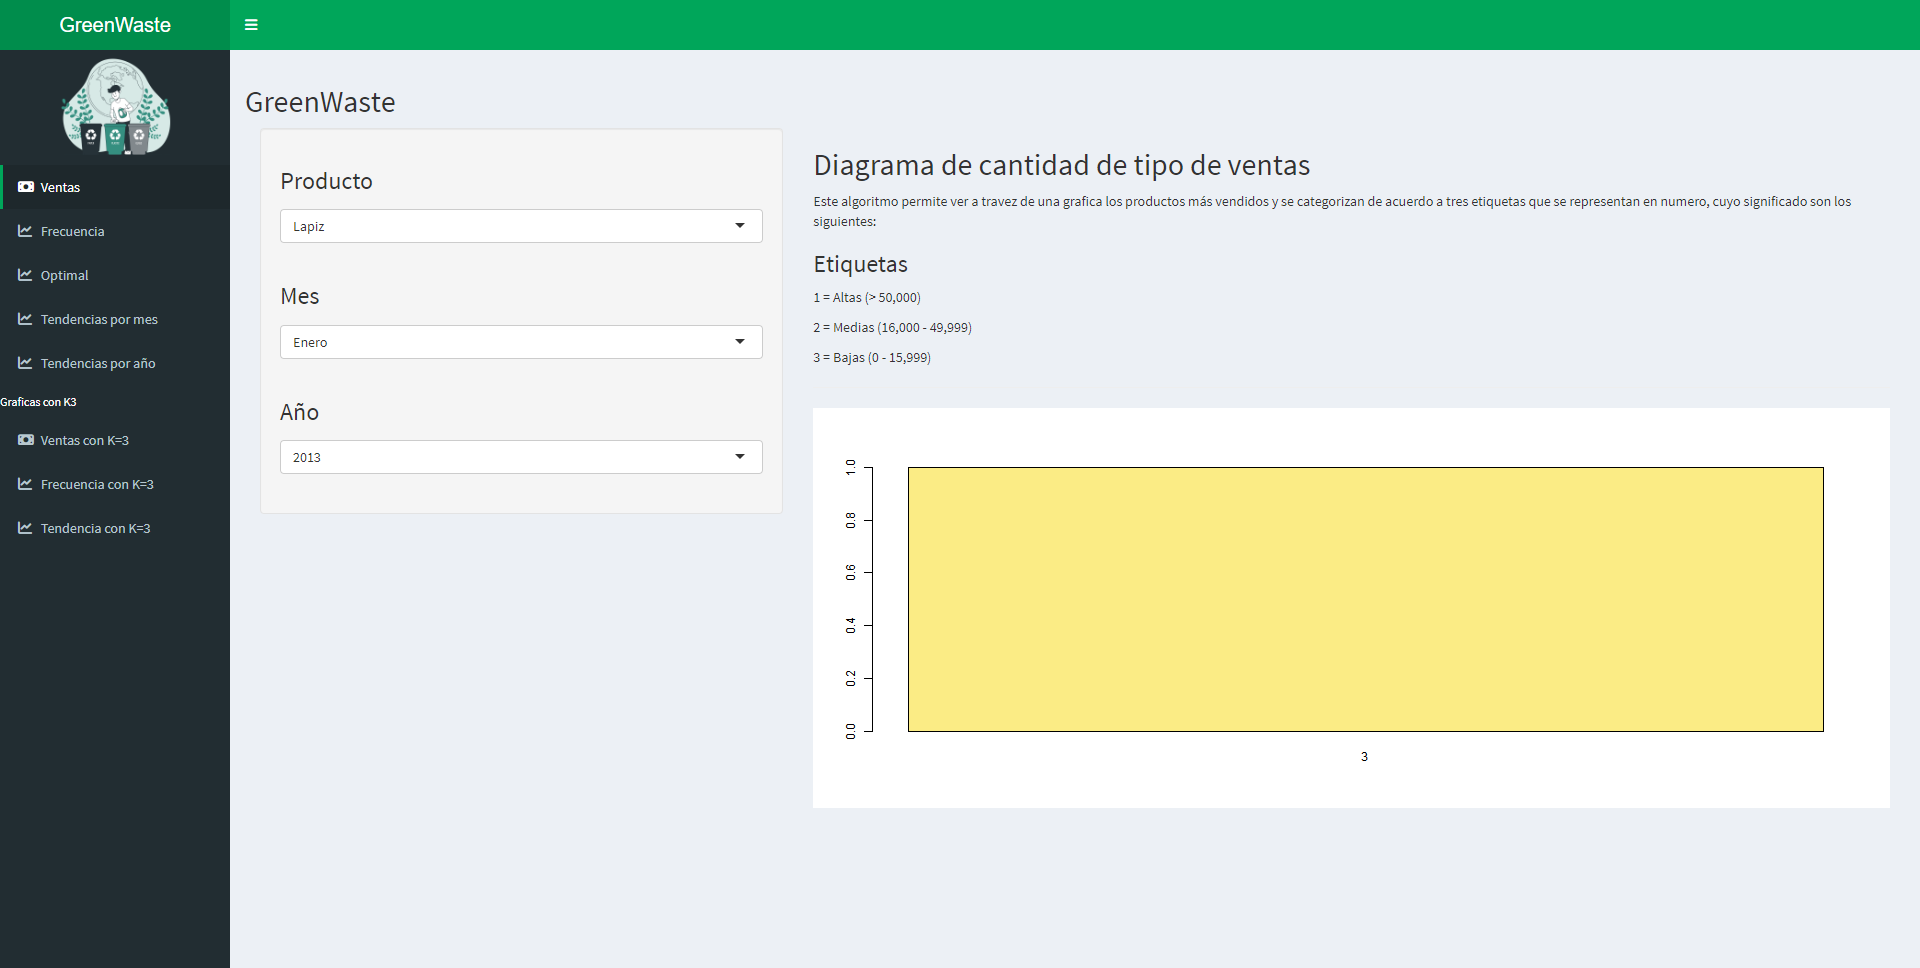 GreenWaste
Ventas
Frecuencia
Optimal
Tendencias por mes
Tendencias por año
Graficas con K3
Ventas con K=3
Frecuencia con K=3
Tendencia con K=3
GreenWaste
Producto
Lapiz
Mes
Enero
Año
2013
Diagrama de cantidad de tipo de ventas
Este algoritmo permite ver a travez de una grafica los productos más vendidos y se categorizan de acuerdo a tres etiquetas que se representan en numero, cuyo significado son los
siguientes:
Etiquetas
1 = Altas (> 50,000)
2 = Medias (16,000 - 49,999)
3 = Bajas (0 - 15,999)
1.0
0.8
0.6
0.4
0.2
0.0
3